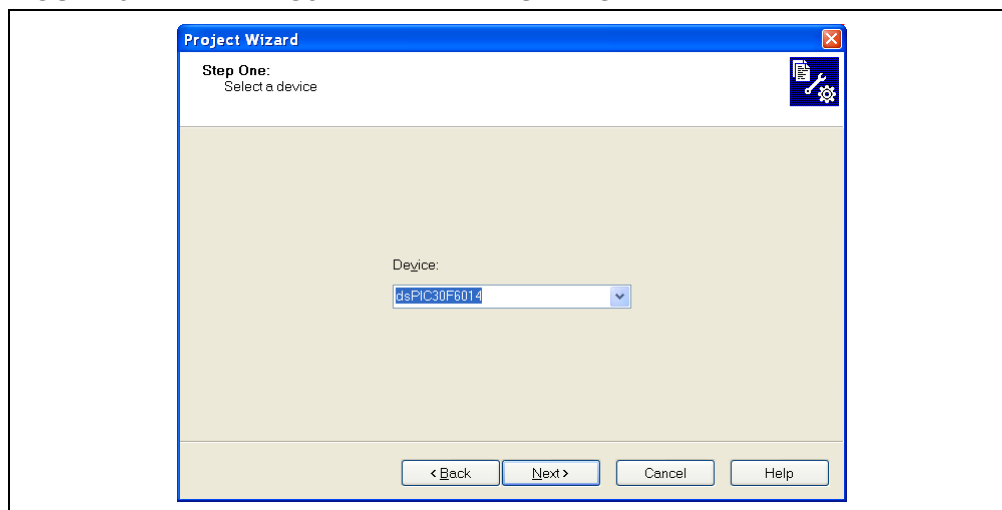 Project Wizard
Step One:
Select a device
Device:
dsPIC30F6014
< Back
Next >
Cancel
Help